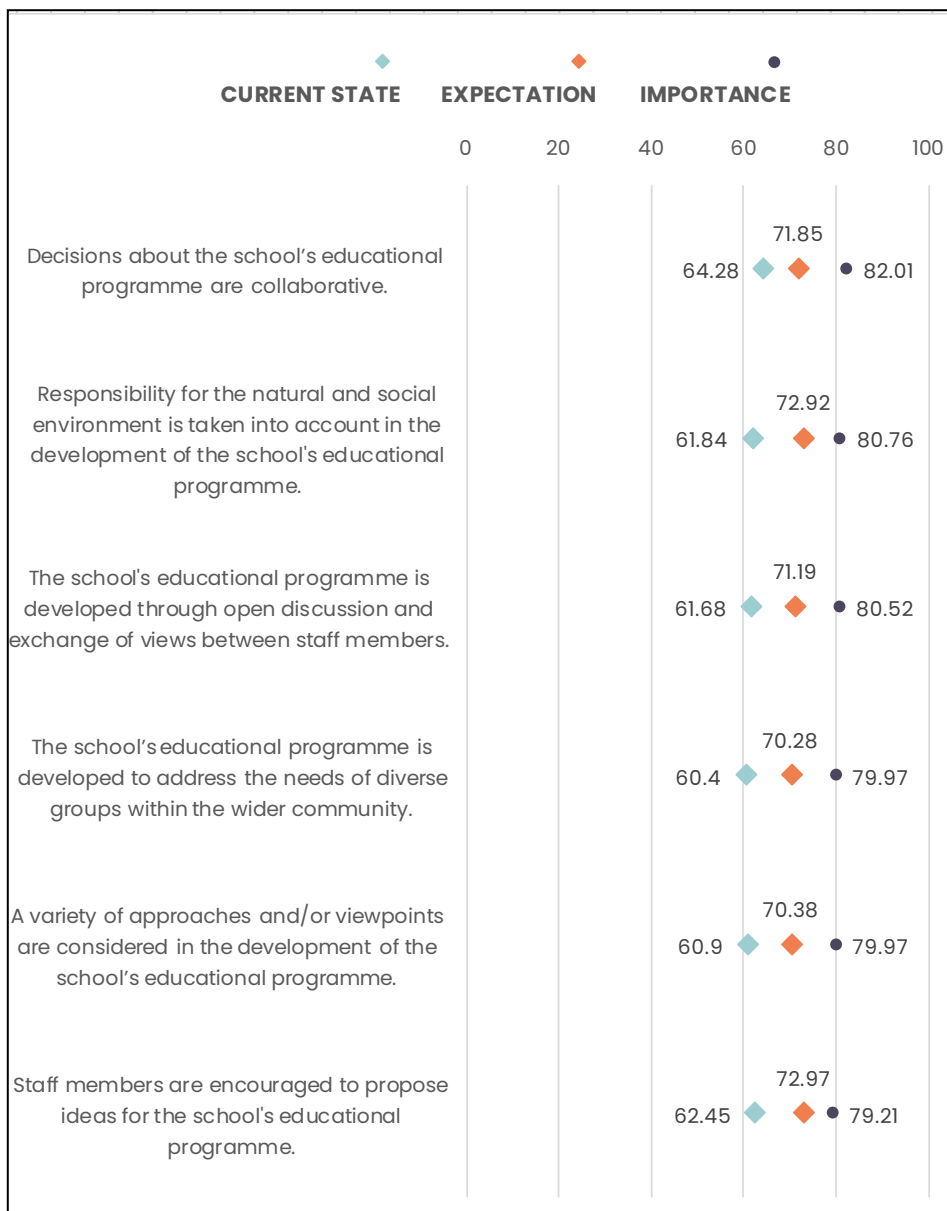 CURRENT STATE EXPECTATION IMPORTANCE
0 20 40 60 80 100
Decisions about the school’s educational
programme are collaborative.
64.28 71.85 82.01
Responsibility for the natural and social
environment is taken into account in the
development of the school's educational
programme.
61.84 72.92 80.76
The school's educational programme is
developed through open discussion and
exchange of views between staff members.
61.68 71.19 80.52
The school’s educational programme is
developed to address the needs of diverse
groups within the wider community.
60.4 70.28 79.97
A variety of approaches and/or viewpoints
are considered in the development of the
school’s educational programme.
60.9 70.38 79.97
Staff members are encouraged to propose
ideas for the school's educational
programme.
62.45 72.97 79.21